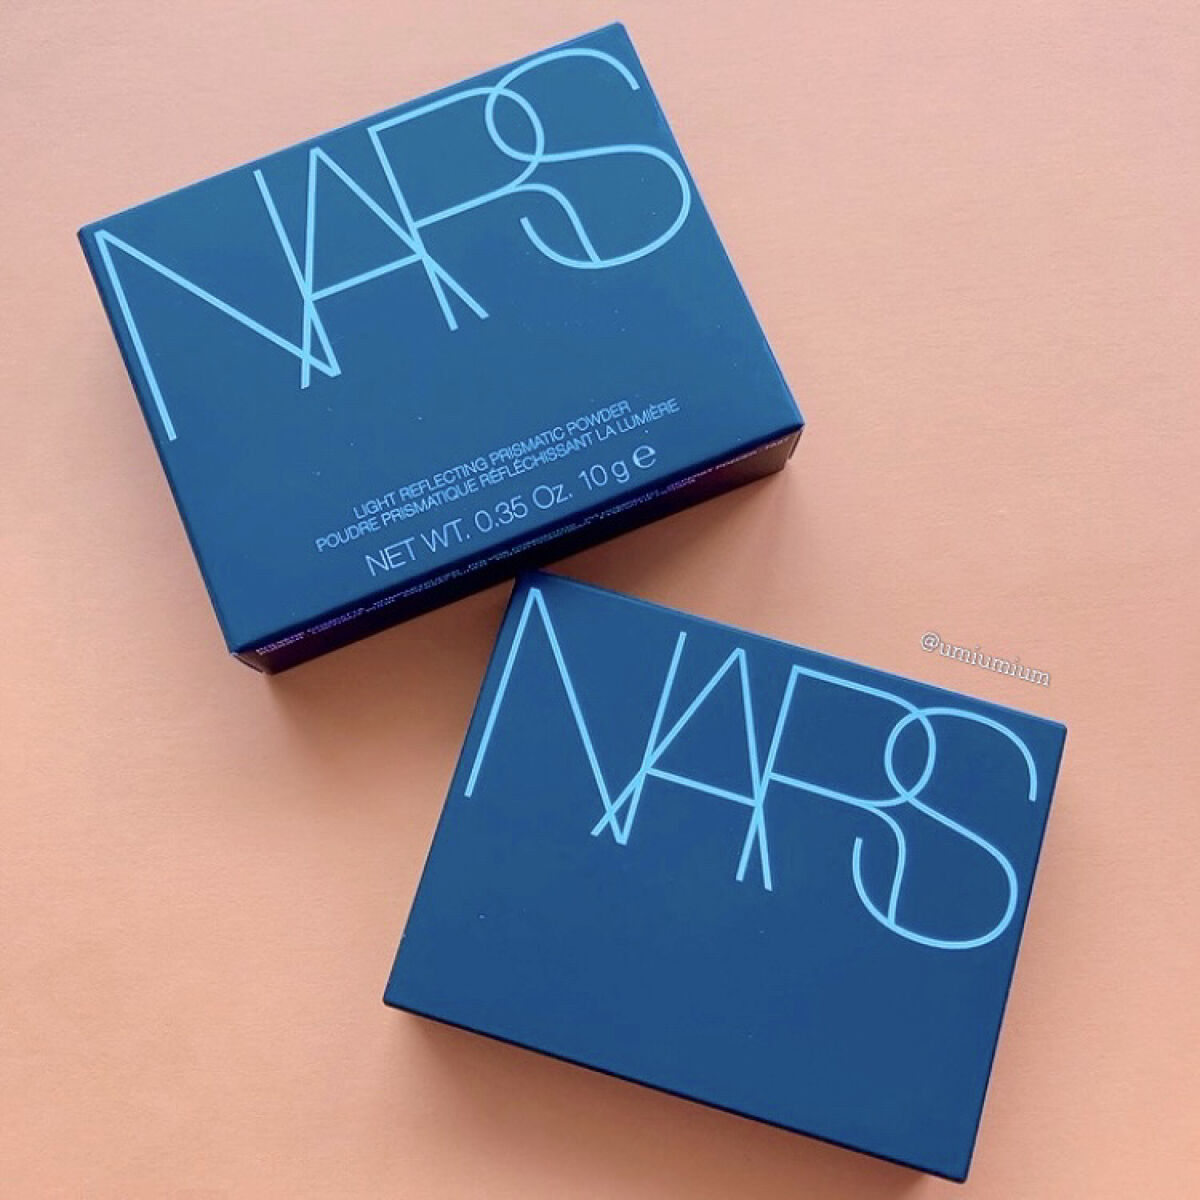 NARS
LIGHT REFLECTING PRISMATIC POWDER
POUDRE PRISMATIQUE RÉFLÉCHISSANT LA LUMIÈRE
NET WT. 0.35 Oz. 10 g e
@umiumium
NARS